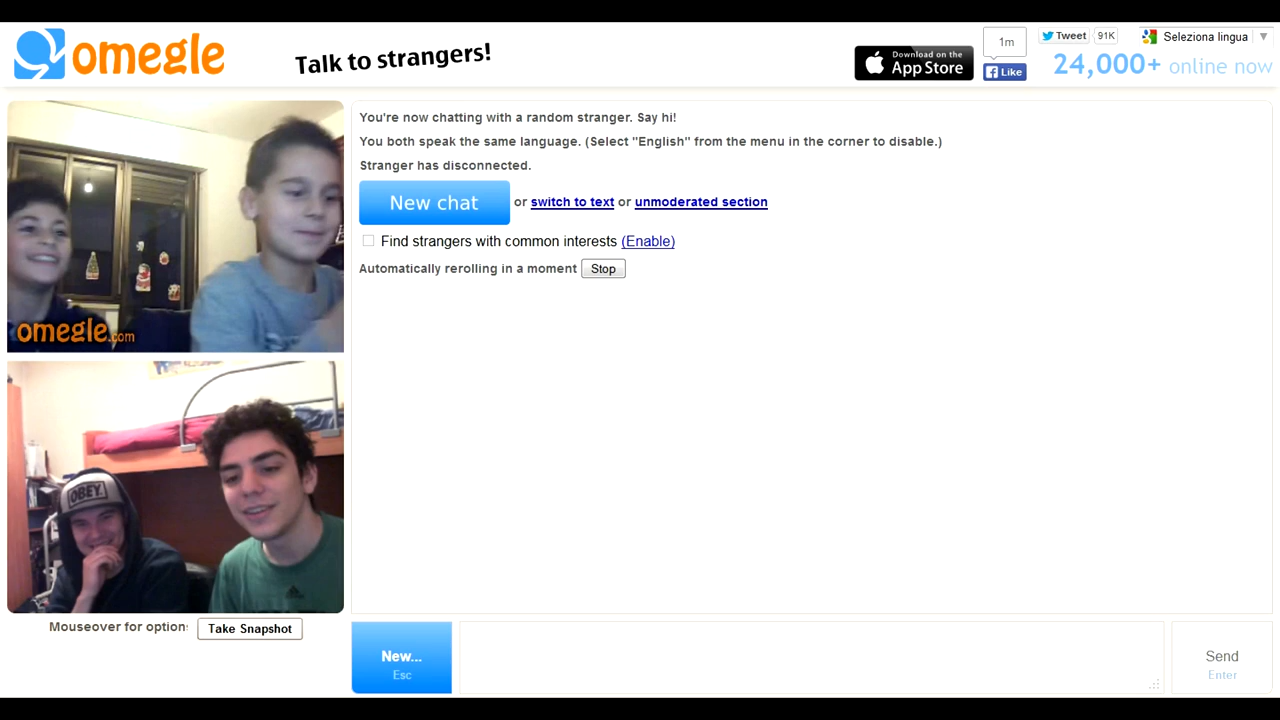 omegle
Talk to strangers!
Download on the
App Store
1m
Like
Tweet
91K
Seleziona lingua
24,000+ online now
You're now chatting with a random stranger. Say hi!
You both speak the same language. (Select "English" from the menu in the corner to disable.)
Stranger has disconnected.
New chat or switch to text or unmoderated section
Find strangers with common interests (Enable)
Automatically rerolling in a moment Stop
omegle.com
OBEY
Mouseover for option
Take Snapshot
New...
Esc
Send
Enter